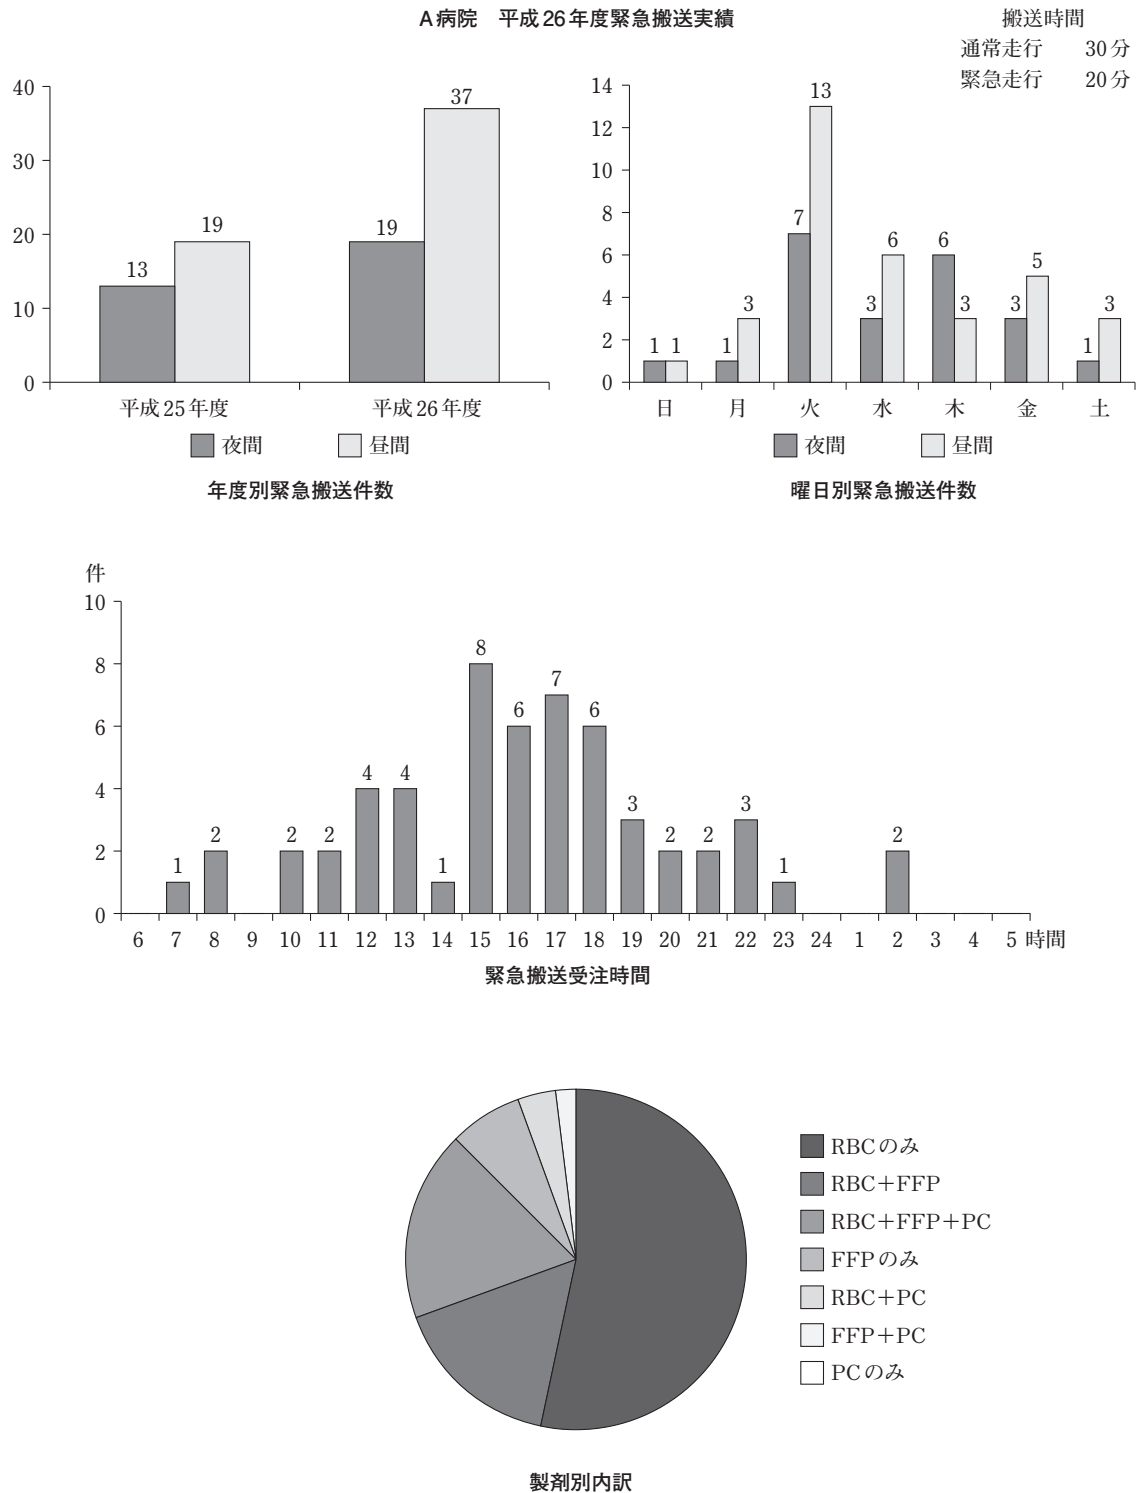 A病院 平成26年度緊急搬送実績
搬送時間
通常走行 30分
緊急走行 20分
40
30
20
10
0
13
19
19
37
平成25年度 平成26年度
夜間 昼間
年度別緊急搬送件数
14
12
10
8
6
4
2
0
1 1 1 3 7 13 3 6 6 3 3 5 1 3
日 月 火 水 木 金 土
夜間 昼間
曜日別緊急搬送件数
件
10
8
6
4
2
0
1 2 2 2 4 4 1 8 6 7 6 3 2 2 3 1 2
6 7 8 9 10 11 12 13 14 15 16 17 18 19 20 21 22 23 24 1 2 3 4 5 時間
緊急搬送受注時間
RBCのみ
RBC+FFP
RBC+FFP+PC
FFPのみ
RBC+PC
FFP+PC
PCのみ
製剤別内訳